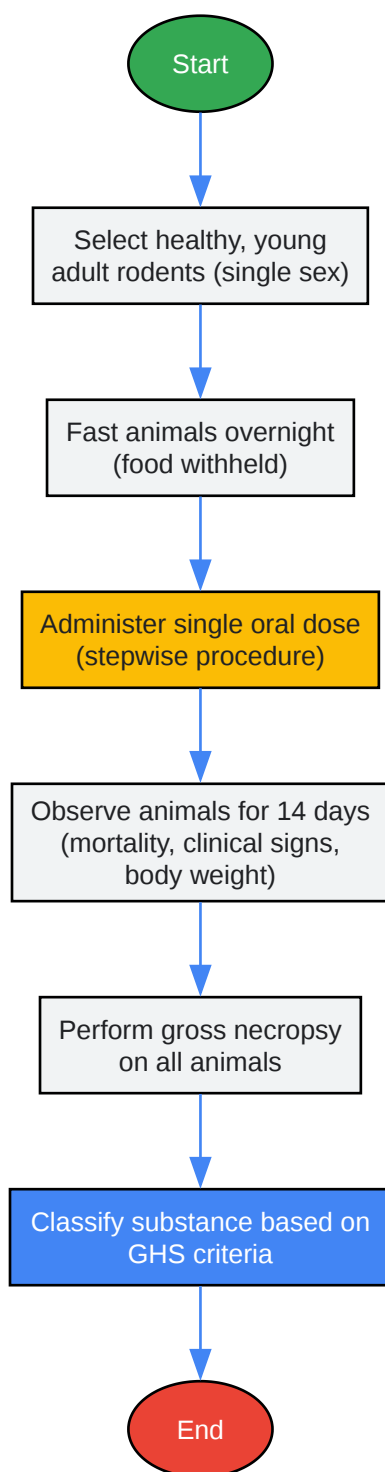 Start
Select healthy, young
adult rodents (single sex)
Fast animals overnight
(food withheld)
Administer single oral dose
(stepwise procedure)
Observe animals for 14 days
(mortality, clinical signs,
body weight)
Perform gross necropsy
on all animals
Classify substance based on
GHS criteria
End